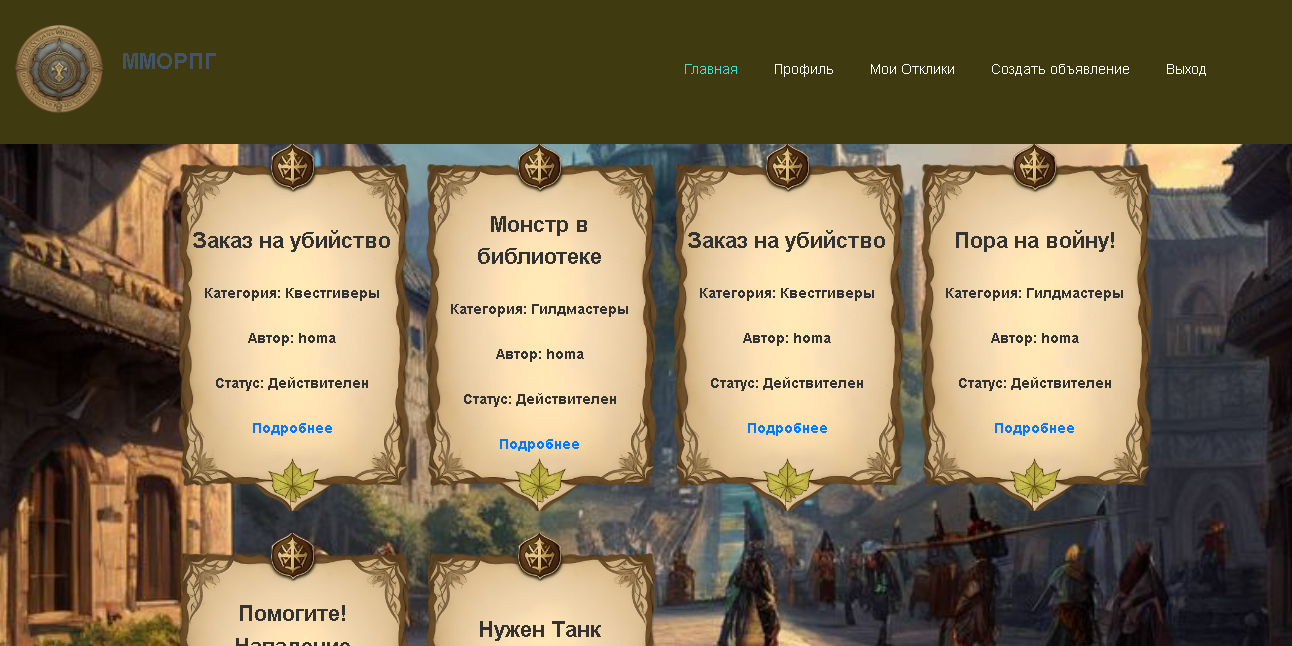 ММОРПГ
Главная
Профиль
Мои Отклики
Создать объявление
Выход
Заказ на убийство
Категория: Квестгиверы
Автор: homa
Статус: Действителен
Подробнее
Монстр в
библиотеке
Категория: Гилдмастеры
Автор: homa
Статус: Действителен
Подробнее
Заказ на убийство
Категория: Квестгиверы
Автор: homa
Статус: Действителен
Подробнее
Пора на войну!
Категория: Гилдмастеры
Автор: homa
Статус: Действителен
Подробнее
Помогите!
Нападение
Нужен Танк